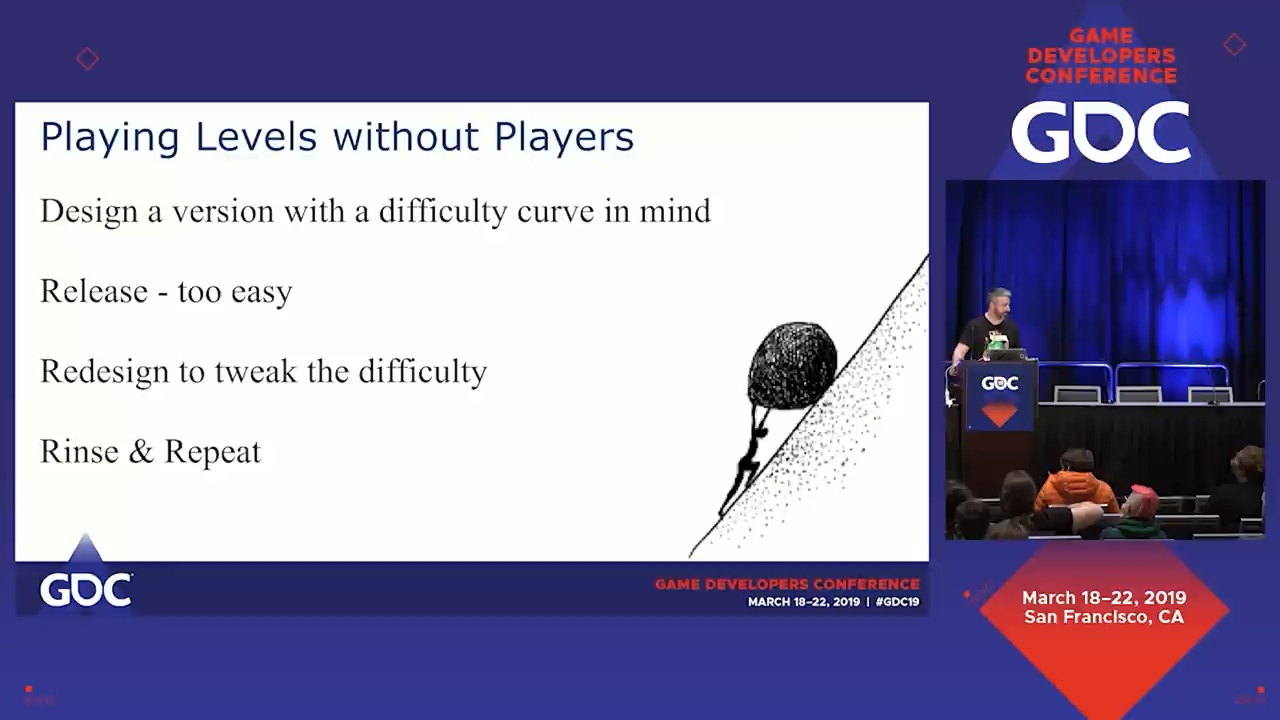 GAME
DEVELOPERS
CONFERENCE
GDC
Playing Levels without Players
Design a version with a difficulty curve in mind
Release - too easy
Redesign to tweak the difficulty
Rinse & Repeat
GDC
GAME DEVELOPERS CONFERENCE
MARCH 18–22, 2019 | #GDC19
GDC
March 18–22, 2019
San Francisco, CA